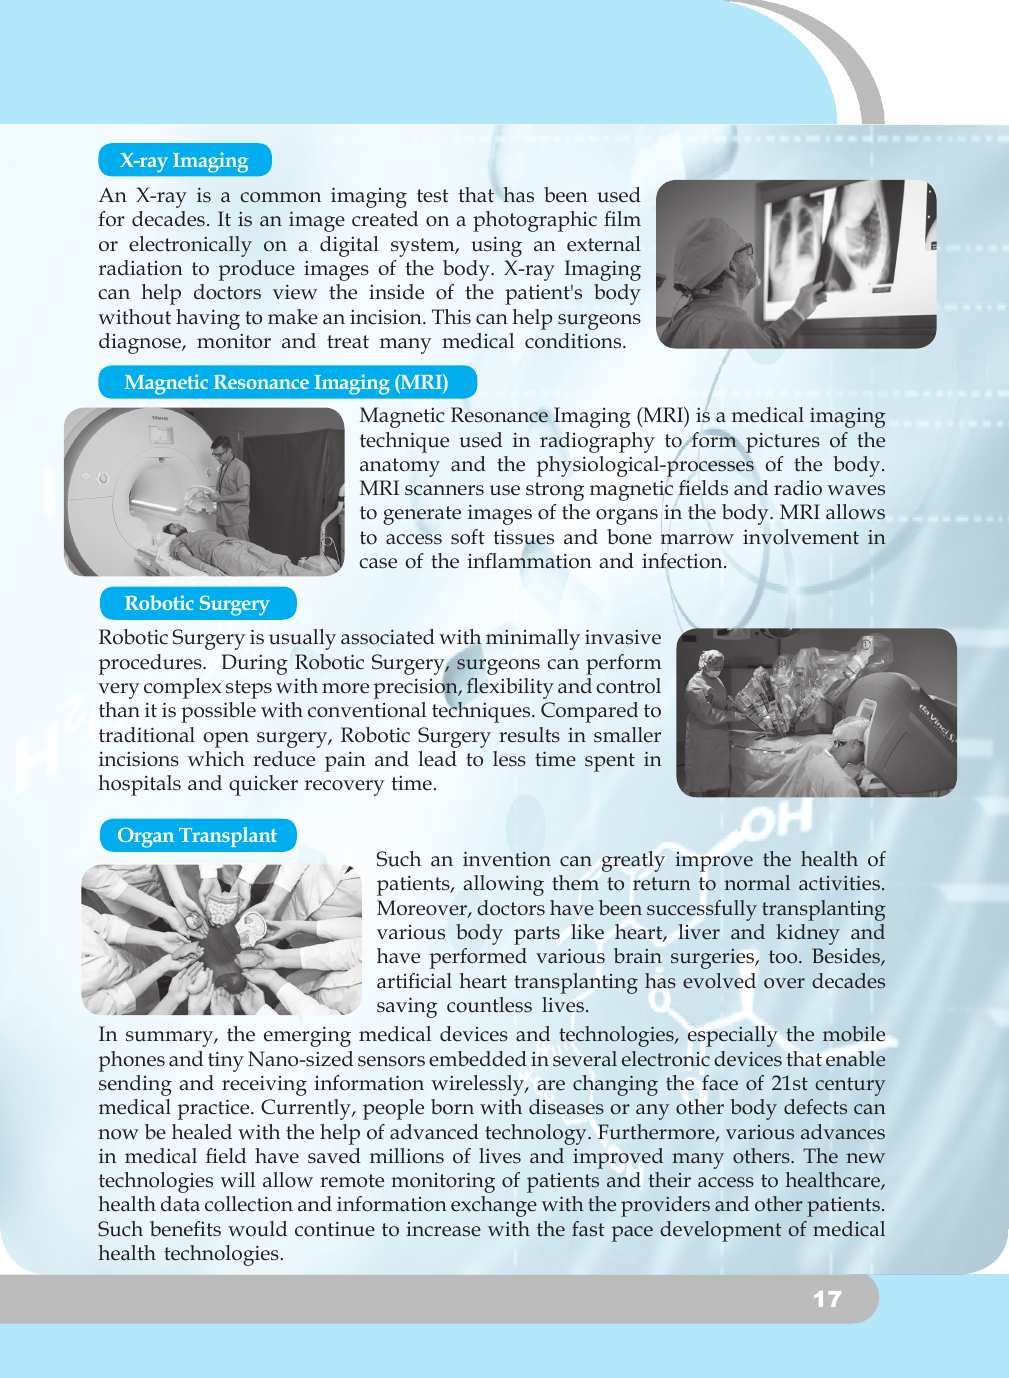 X-ray Imaging
An X-ray is a common imaging test that has been used
for decades. It is an image created on a photographic film
or electronically on a digital system, using an external
radiation to produce images of the body. X-ray Imaging
can help doctors view the inside of the patient's body
without having to make an incision. This can help surgeons
diagnose, monitor and treat many medical conditions.
Magnetic Resonance Imaging (MRI)
Magnetic Resonance Imaging (MRI) is a medical imaging
technique used in radiography to form pictures of the
anatomy and the physiological-processes of the body.
MRI scanners use strong magnetic fields and radio waves
to generate images of the organs in the body. MRI allows
to access soft tissues and bone marrow involvement in
case of the inflammation and infection.
Robotic Surgery
Robotic Surgery is usually associated with minimally invasive
procedures. During Robotic Surgery, surgeons can perform
very complex steps with more precision, flexibility and control
than it is possible with conventional techniques. Compared to
traditional open surgery, Robotic Surgery results in smaller
incisions which reduce pain and lead to less time spent in
hospitals and quicker recovery time.
daVinci S
H2
OH
Organ Transplant
Such an invention can greatly improve the health of
patients, allowing them to return to normal activities.
Moreover, doctors have been successfully transplanting
various body parts like heart, liver and kidney and
have performed various brain surgeries, too. Besides,
artificial heart transplanting has evolved over decades
saving countless lives.
In summary, the emerging medical devices and technologies, especially the mobile
phones and tiny Nano-sized sensors embedded in several electronic devices that enable
sending and receiving information wirelessly, are changing the face of 21st century
medical practice. Currently, people born with diseases or any other body defects can
now be healed with the help of advanced technology. Furthermore, various advances
in medical field have saved millions of lives and improved many others. The new
technologies will allow remote monitoring of patients and their access to healthcare,
health data collection and information exchange with the providers and other patients.
Such benefits would continue to increase with the fast pace development of medical
health technologies.
17